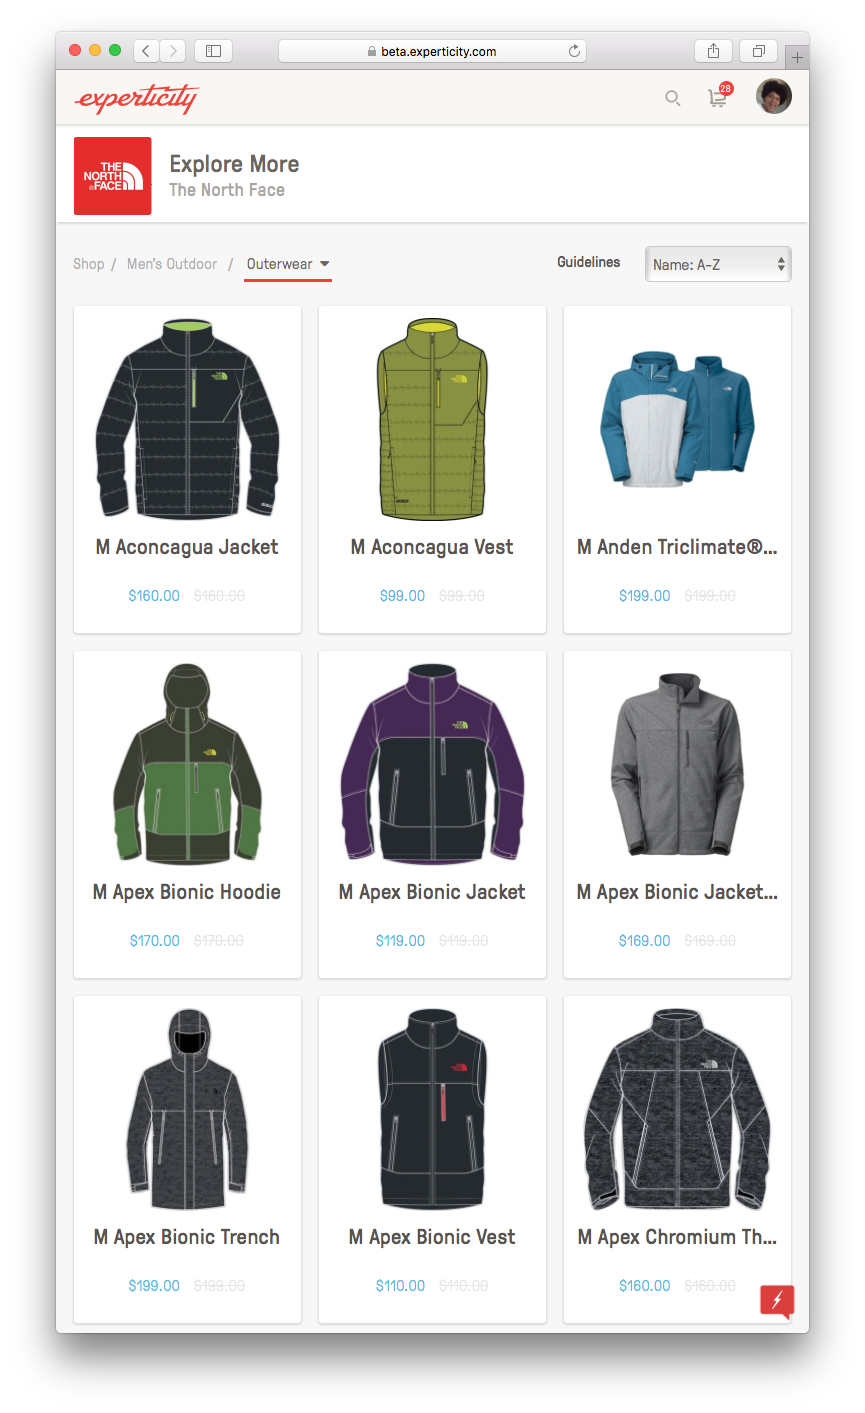 beta.experticity.com
experticity
28
THE
NORTH
FACE
Explore More
The North Face
Shop / Men's Outdoor / Outerwear
Guidelines
Name: A-Z
M Aconcagua Jacket
$160.00 $160.00
M Aconcagua Vest
$99.00 $99.00
M Anden Triclimate®...
$199.00 $199.00
M Apex Bionic Hoodie
$170.00 $170.00
M Apex Bionic Jacket
$119.00 $119.00
M Apex Bionic Jacket...
$169.00 $169.00
M Apex Bionic Trench
$199.00 $199.00
M Apex Bionic Vest
$110.00 $110.00
M Apex Chromium Th...
$160.00 $160.00